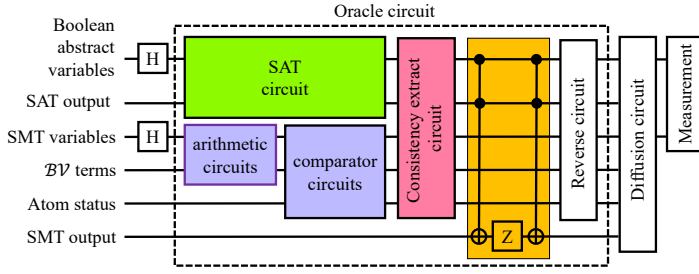 Oracle circuit
Boolean
abstract
variables
SAT output
SMT variables
𝓑𝓥 terms
Atom status
SMT output
H
H
SAT
circuit
arithmetic
circuits
comparator
circuits
Consistency extract
circuit
Z
Reverse circuit
Diffusion circuit
Measurement